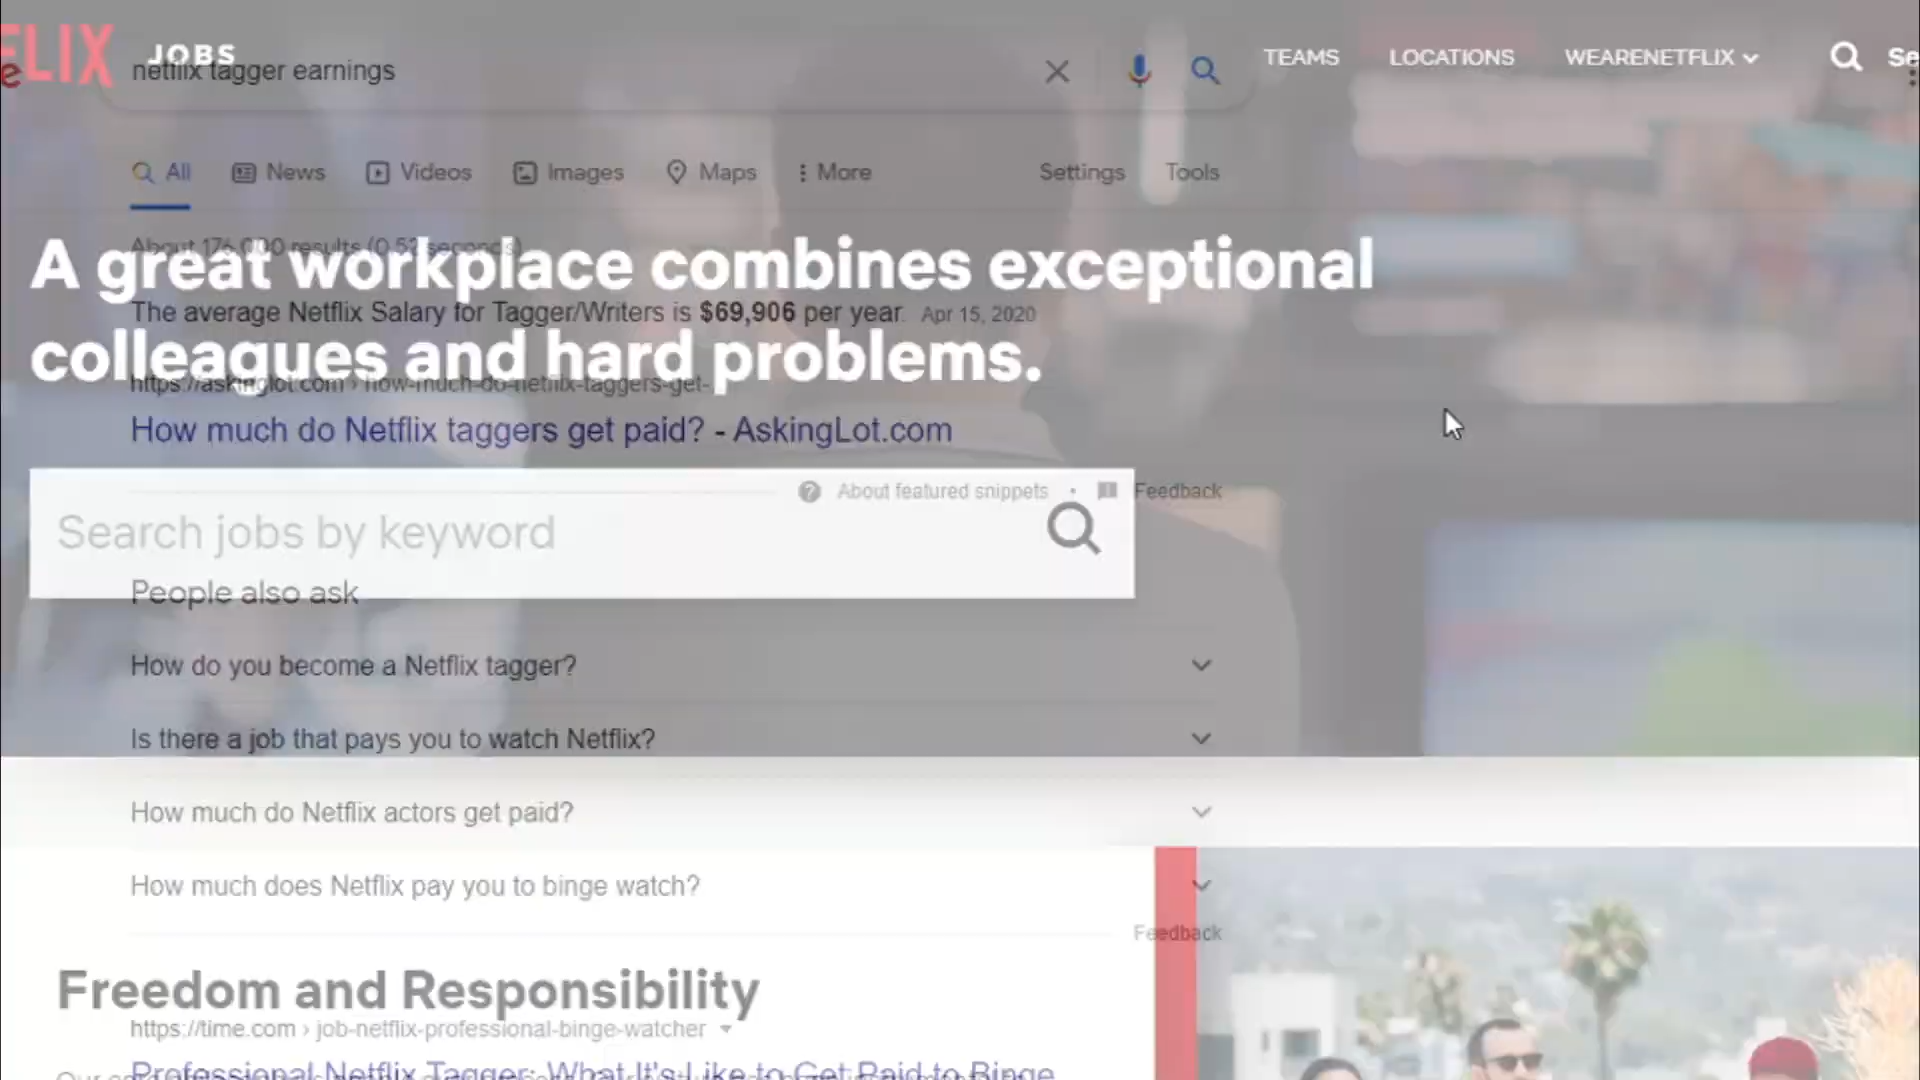 FLIX JOBS
TEAMS LOCATIONS WEARENETFLIX Se
netflix tagger earnings
All News Videos Images Maps More Settings Tools
About 176,000 results (0.52 seconds)
A great workplace combines exceptional
The average Netflix Salary for Tagger/Writers is $69,906 per year. Apr 15, 2020
colleagues and hard problems.
https://askinglot.com › how-much-do-netflix-taggers-get-
How much do Netflix taggers get paid? - AskingLot.com
About featured snippets • Feedback
Search jobs by keyword
People also ask
How do you become a Netflix tagger?
Is there a job that pays you to watch Netflix?
How much do Netflix actors get paid?
How much does Netflix pay you to binge watch?
Feedback
Freedom and Responsibility
https://time.com › job-netflix-professional-binge-watcher
Professional Netflix Tagger: What It's Like to Get Paid to Binge